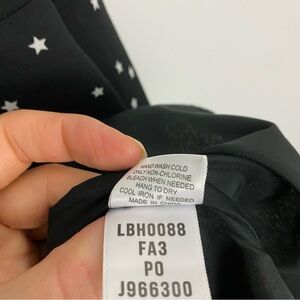 HAND WASH COLD
ONLY NON-CHLORINE
BLEACH WHEN NEEDED
HANG TO DRY
COOL IRON IF NEEDED
MADE IN CHINA
LBH0088
FA3
PO
J966300